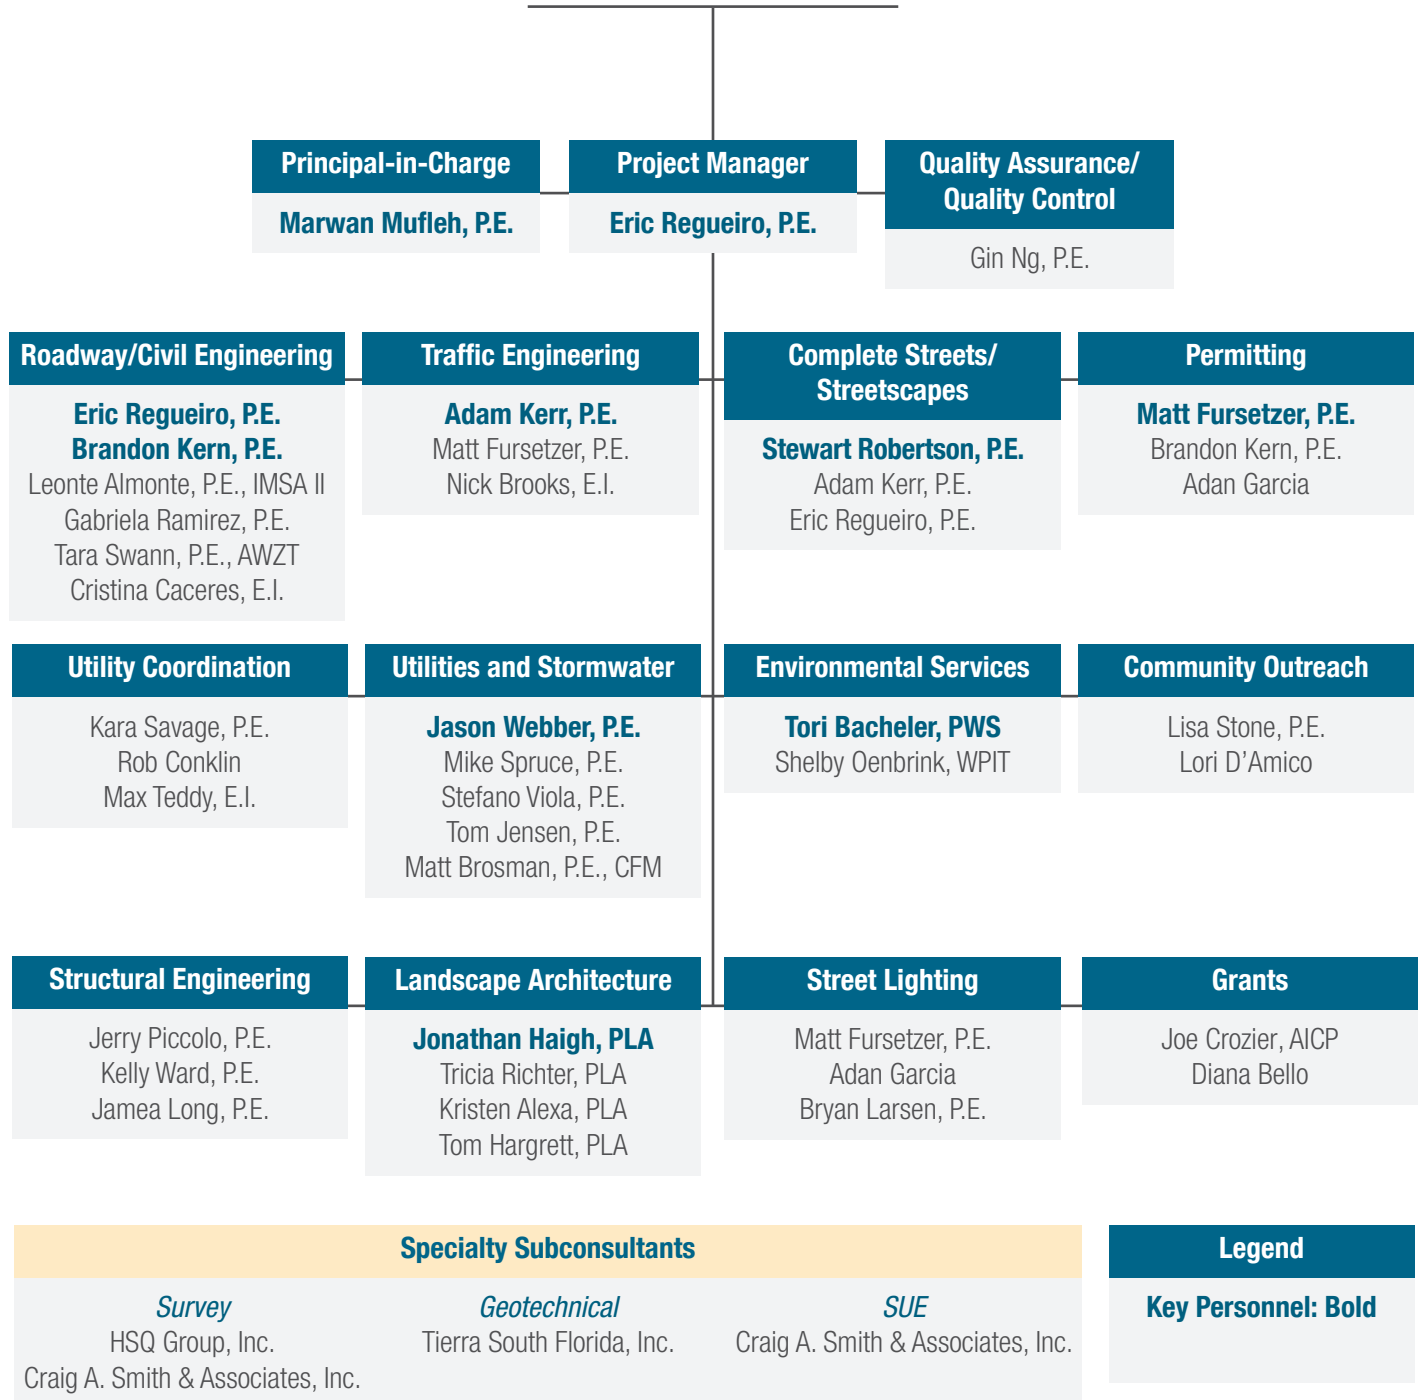 Principal-in-Charge
Marwan Mufleh, P.E.
Project Manager
Eric Regueiro, P.E.
Quality Assurance/
Quality Control
Gin Ng, P.E.
Roadway/Civil Engineering
Eric Regueiro, P.E.
Brandon Kern, P.E.
Leonte Almonte, P.E., IMSA II
Gabriela Ramirez, P.E.
Tara Swann, P.E., AWZT
Cristina Caceres, E.I.
Traffic Engineering
Adam Kerr, P.E.
Matt Fursetzer, P.E.
Nick Brooks, E.I.
Complete Streets/
Streetscapes
Stewart Robertson, P.E.
Adam Kerr, P.E.
Eric Regueiro, P.E.
Permitting
Matt Fursetzer, P.E.
Brandon Kern, P.E.
Adan Garcia
Utility Coordination
Kara Savage, P.E.
Rob Conklin
Max Teddy, E.I.
Utilities and Stormwater
Jason Webber, P.E.
Mike Spruce, P.E.
Stefano Viola, P.E.
Tom Jensen, P.E.
Matt Brosman, P.E., CFM
Environmental Services
Tori Bacheler, PWS
Shelby Oenbrink, WPIT
Community Outreach
Lisa Stone, P.E.
Lori D’Amico
Structural Engineering
Jerry Piccolo, P.E.
Kelly Ward, P.E.
Jamea Long, P.E.
Landscape Architecture
Jonathan Haigh, PLA
Tricia Richter, PLA
Kristen Alexa, PLA
Tom Hargrett, PLA
Street Lighting
Matt Fursetzer, P.E.
Adan Garcia
Bryan Larsen, P.E.
Grants
Joe Crozier, AICP
Diana Bello
Specialty Subconsultants
Survey
HSQ Group, Inc.
Craig A. Smith & Associates, Inc.
Geotechnical
Tierra South Florida, Inc.
SUE
Craig A. Smith & Associates, Inc.
Legend
Key Personnel: Bold